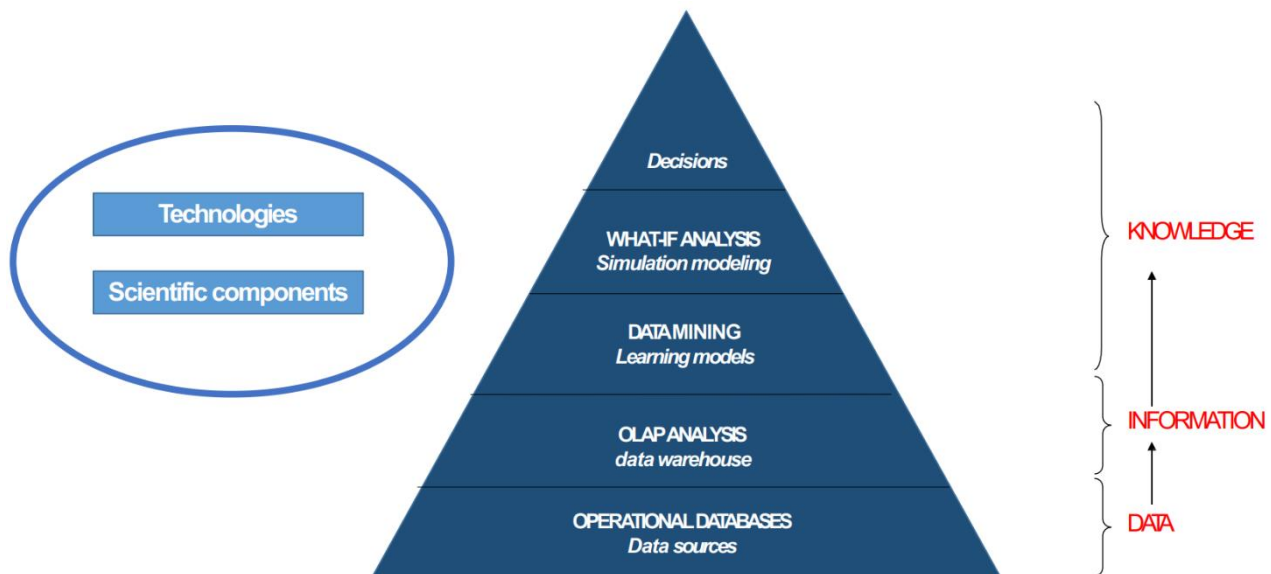 Technologies
Scientific components
Decisions
WHAT-IF ANALYSIS
Simulation modeling
DATA MINING
Learning models
OLAP ANALYSIS
data warehouse
OPERATIONAL DATABASES
Data sources
KNOWLEDGE
INFORMATION
DATA